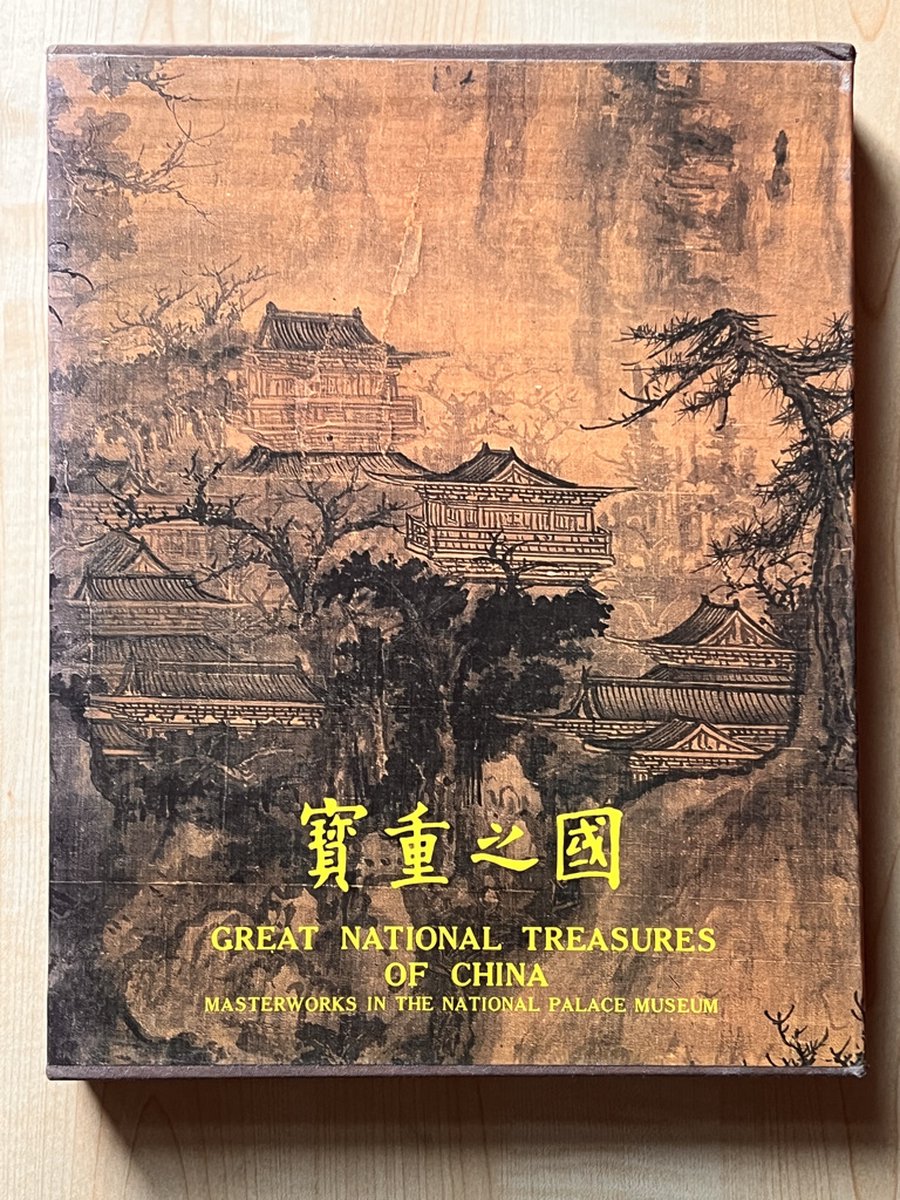 國之重寶
GREAT NATIONAL TREASURES
OF CHINA
MASTERWORKS IN THE NATIONAL PALACE MUSEUM